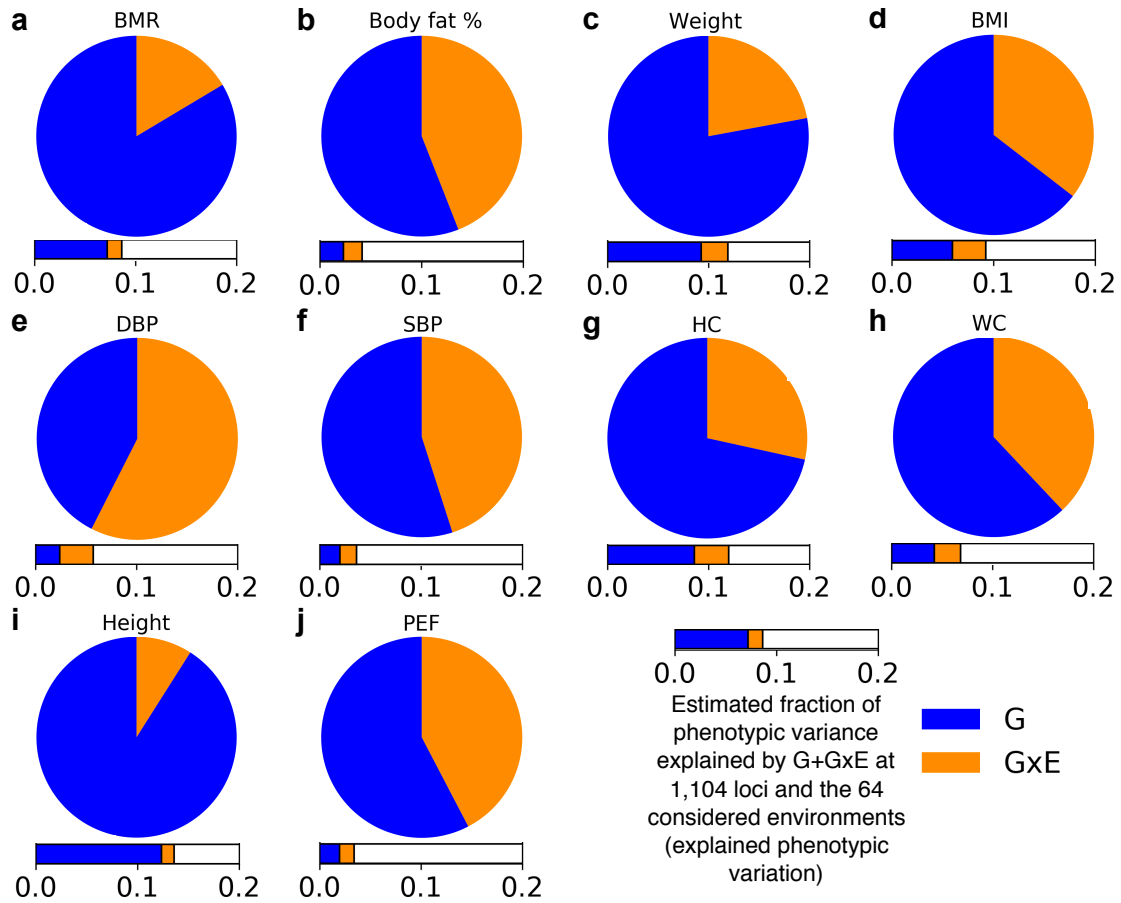 a
BMR
0.0 0.1 0.2
b
Body fat %
0.0 0.1 0.2
c
Weight
0.0 0.1 0.2
d
BMI
0.0 0.1 0.2
e
DBP
0.0 0.1 0.2
f
SBP
0.0 0.1 0.2
g
HC
0.0 0.1 0.2
h
WC
0.0 0.1 0.2
i
Height
0.0 0.1 0.2
j
PEF
0.0 0.1 0.2
0.0 0.1 0.2
Estimated fraction of
phenotypic variance
explained by G+GxE at
1,104 loci and the 64
considered environments
(explained phenotypic
variation)
G
GxE